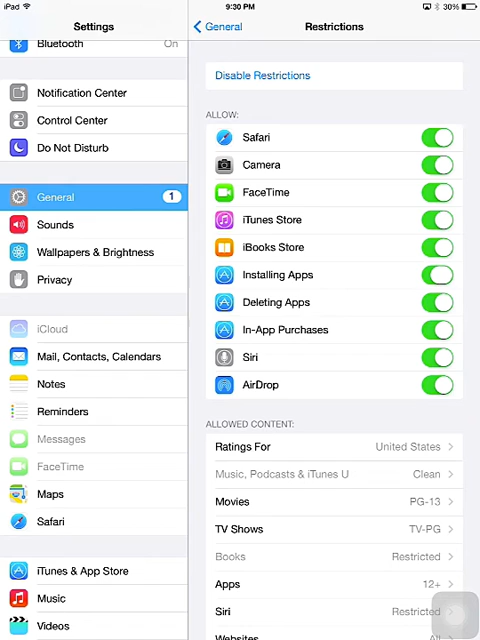 iPad 9:30 PM 30%
Settings
Bluetooth On
Notification Center
Control Center
Do Not Disturb
General 1
Sounds
Wallpapers & Brightness
Privacy
iCloud
Mail, Contacts, Calendars
Notes
Reminders
Messages
FaceTime
Maps
Safari
iTunes & App Store
Music
Videos
General Restrictions
Disable Restrictions
ALLOW:
Safari
Camera
FaceTime
iTunes Store
iBooks Store
Installing Apps
Deleting Apps
In-App Purchases
Siri
AirDrop
ALLOWED CONTENT:
Ratings For United States
Music, Podcasts & iTunes U Clean
Movies PG-13
TV Shows TV-PG
Books Restricted
Apps 12+
Siri Restricted
Websites All